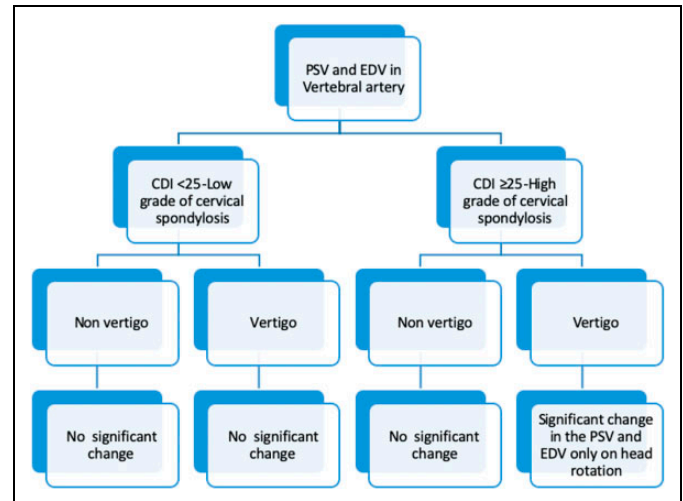 PSV and EDV in
Vertebral artery
CDI <25-Low
grade of cervical
spondylosis
CDI ≥25-High
grade of cervical
spondylosis
Non vertigo
Vertigo
Non vertigo
Vertigo
No significant
change
No significant
change
No significant
change
Significant change
in the PSV and
EDV only on head
rotation